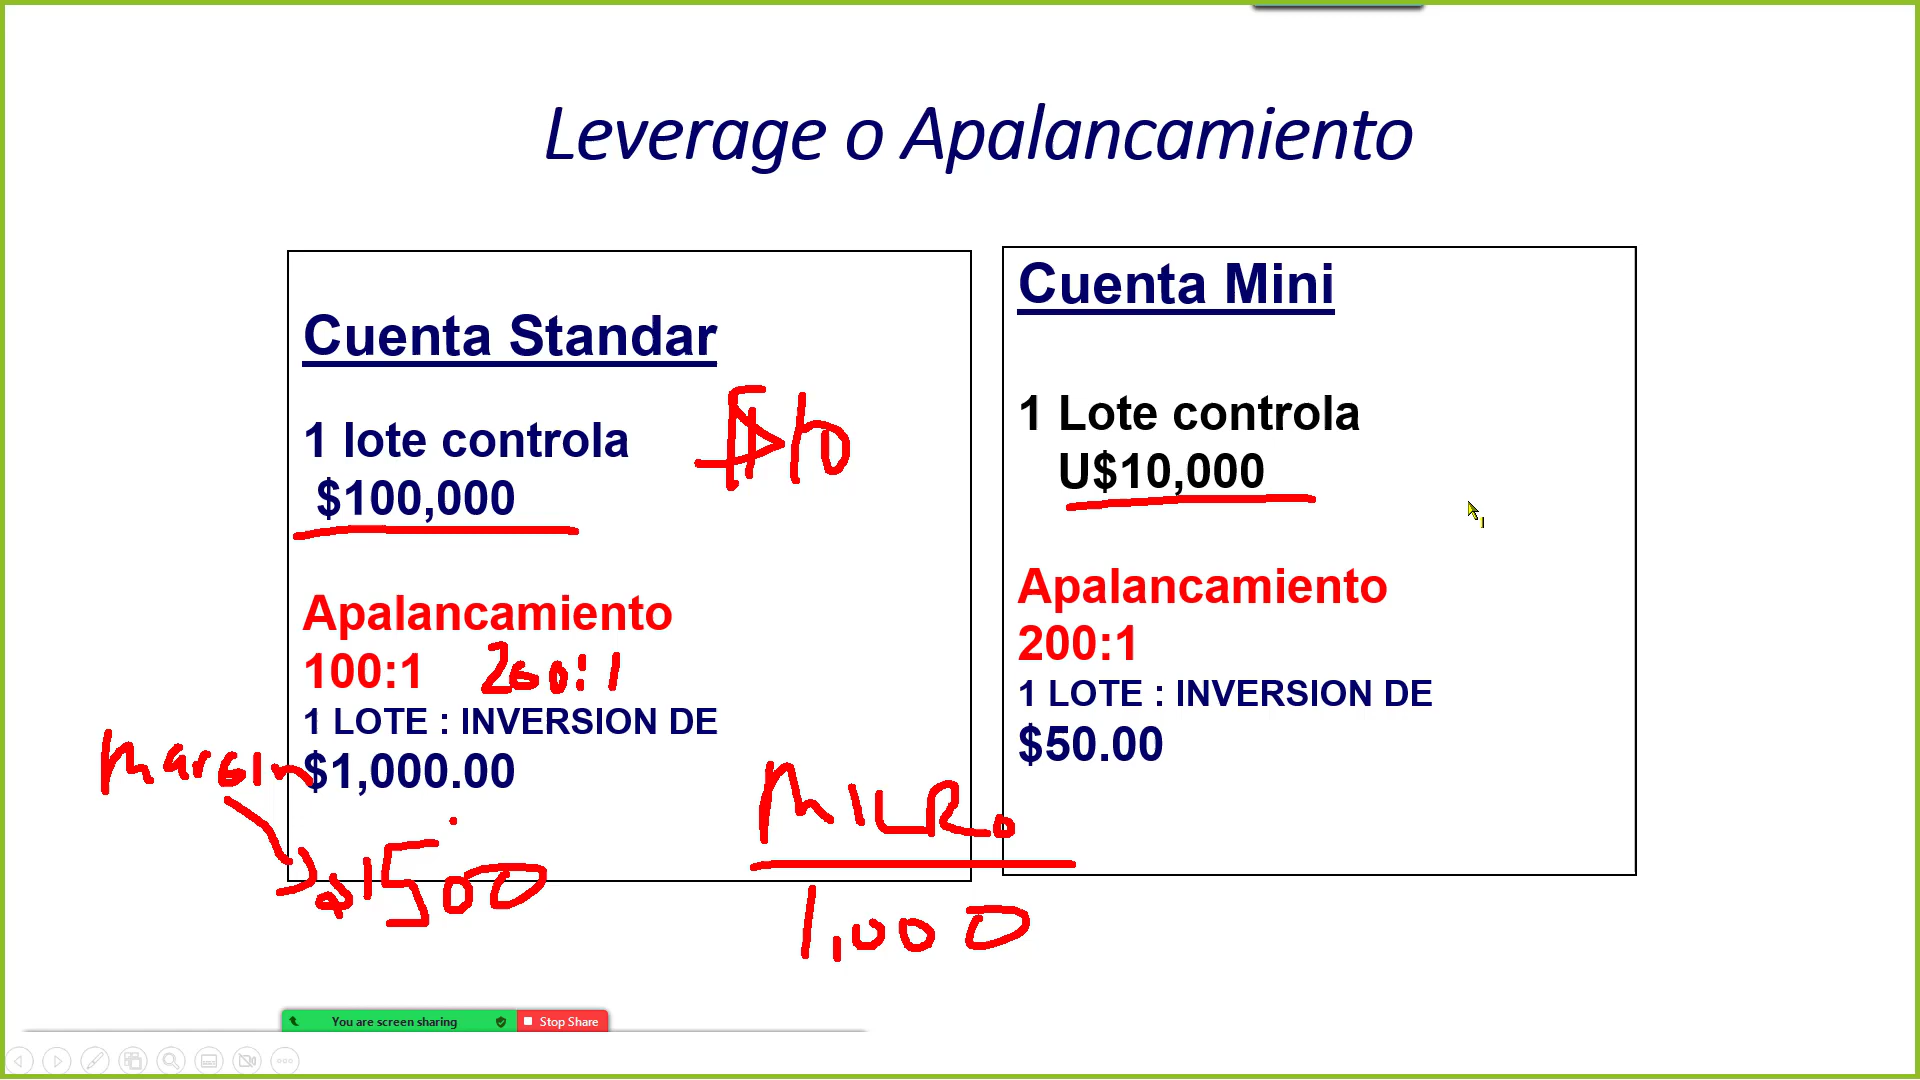 Leverage o Apalancamiento
Cuenta Standar
1 lote controla
$100,000
$10
Apalancamiento
100:1 200:1
1 LOTE : INVERSION DE
$1,000.00
Margin
$1500
MICRO
1,000
Cuenta Mini
1 Lote controla
U$10,000
Apalancamiento
200:1
1 LOTE : INVERSION DE
$50.00
You are screen sharing
Stop Share